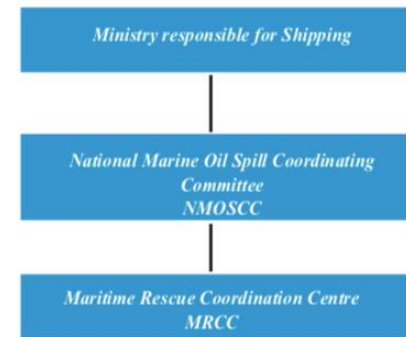 Ministry responsible for Shipping
National Marine Oil Spill Coordinating
Committee
NMOSCC
Maritime Rescue Coordination Centre
MRCC